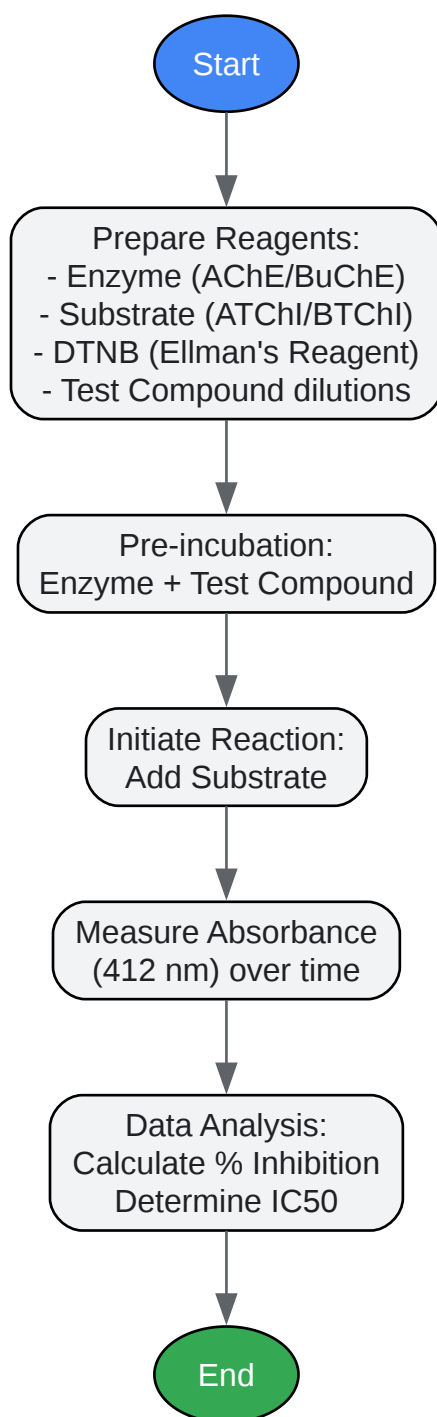 Start
Prepare Reagents:
- Enzyme (AChE/BuChE)
- Substrate (ATChI/BTChI)
- DTNB (Ellman's Reagent)
- Test Compound dilutions
Pre-incubation:
Enzyme + Test Compound
Initiate Reaction:
Add Substrate
Measure Absorbance
(412 nm) over time
Data Analysis:
Calculate % Inhibition
Determine IC50
End